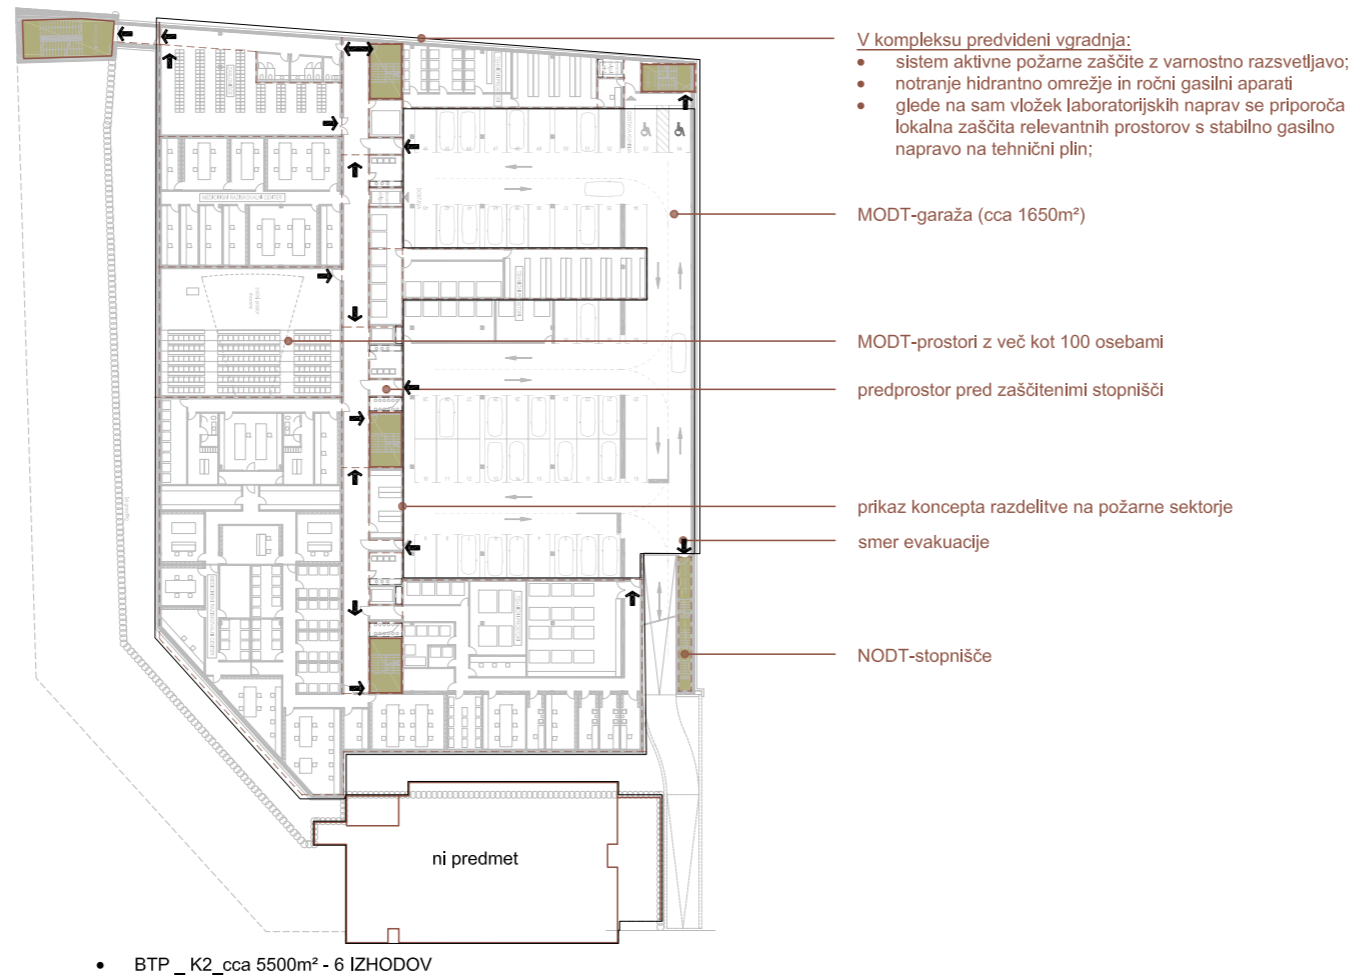 V kompleksu predvideni vgradnja:
• sistem aktivne požarne zaščite z varnostno razsvetljavo;
• notranje hidrantno omrežje in ročni gasilni aparati
• glede na sam vložek laboratorijskih naprav se priporoča
lokalna zaščita relevantnih prostorov s stabilno gasilno
napravo na tehnični plin;
MODT-garaža (cca 1650m²)
MODT-prostori z več kot 100 osebami
predprostor pred zaščitenimi stopnišči
prikaz koncepta razdelitve na požarne sektorje
smer evakuacije
NODT-stopnišče
ni predmet
• BTP _ K2_cca 5500m² - 6 IZHODOV